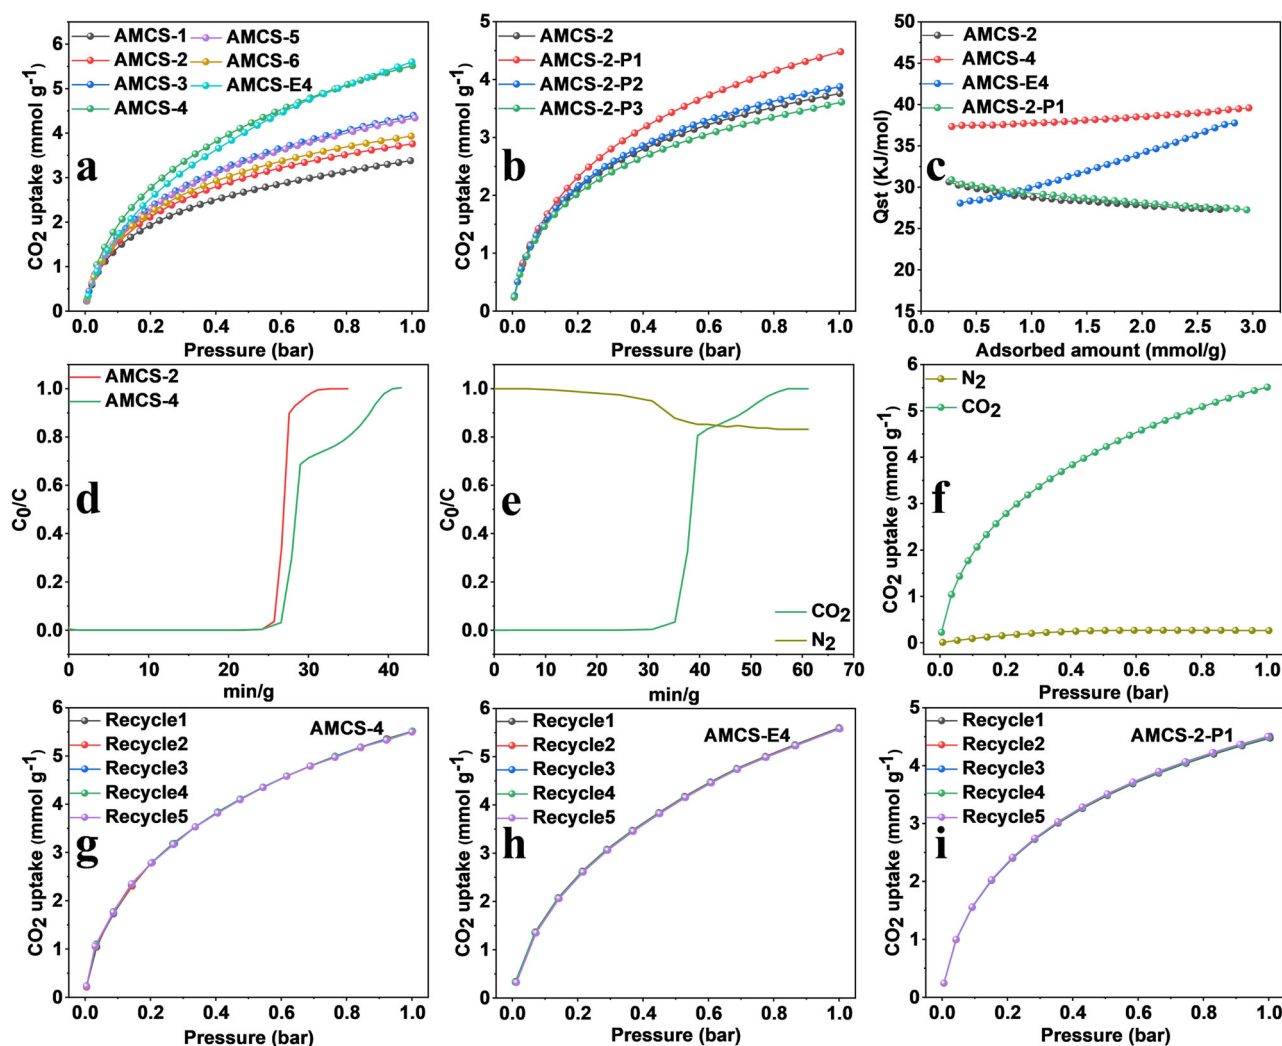 AMCS-1
AMCS-2
AMCS-3
AMCS-4
AMCS-5
AMCS-6
AMCS-E4
a
CO2 uptake (mmol g-1)
6
5
4
3
2
1
0
0.0 0.2 0.4 0.6 0.8 1.0
Pressure (bar)
AMCS-2
AMCS-2-P1
AMCS-2-P2
AMCS-2-P3
b
CO2 uptake (mmol g-1)
5
4
3
2
1
0
0.0 0.2 0.4 0.6 0.8 1.0
Pressure (bar)
AMCS-2
AMCS-4
AMCS-E4
AMCS-2-P1
c
Qst (KJ/mol)
50
45
40
35
30
25
20
15
0.0 0.5 1.0 1.5 2.0 2.5 3.0
Adsorbed amount (mmol/g)
AMCS-2
AMCS-4
d
C0/C
1.0
0.8
0.6
0.4
0.2
0.0
0 10 20 30 40
min/g
e
C0/C
1.0
0.8
0.6
0.4
0.2
0.0
CO2
N2
0 10 20 30 40 50 60 70
min/g
N2
CO2
f
CO2 uptake (mmol g-1)
6
5
4
3
2
1
0
0.0 0.2 0.4 0.6 0.8 1.0
Pressure (bar)
Recycle1
Recycle2
Recycle3
Recycle4
Recycle5
AMCS-4
g
CO2 uptake (mmol g-1)
6
5
4
3
2
1
0
0.0 0.2 0.4 0.6 0.8 1.0
Pressure (bar)
Recycle1
Recycle2
Recycle3
Recycle4
Recycle5
AMCS-E4
h
CO2 uptake (mmol g-1)
6
5
4
3
2
1
0
0.0 0.2 0.4 0.6 0.8 1.0
Pressure (bar)
Recycle1
Recycle2
Recycle3
Recycle4
Recycle5
AMCS-2-P1
i
CO2 uptake (mmol g-1)
5
4
3
2
1
0
0.0 0.2 0.4 0.6 0.8 1.0
Pressure (bar)